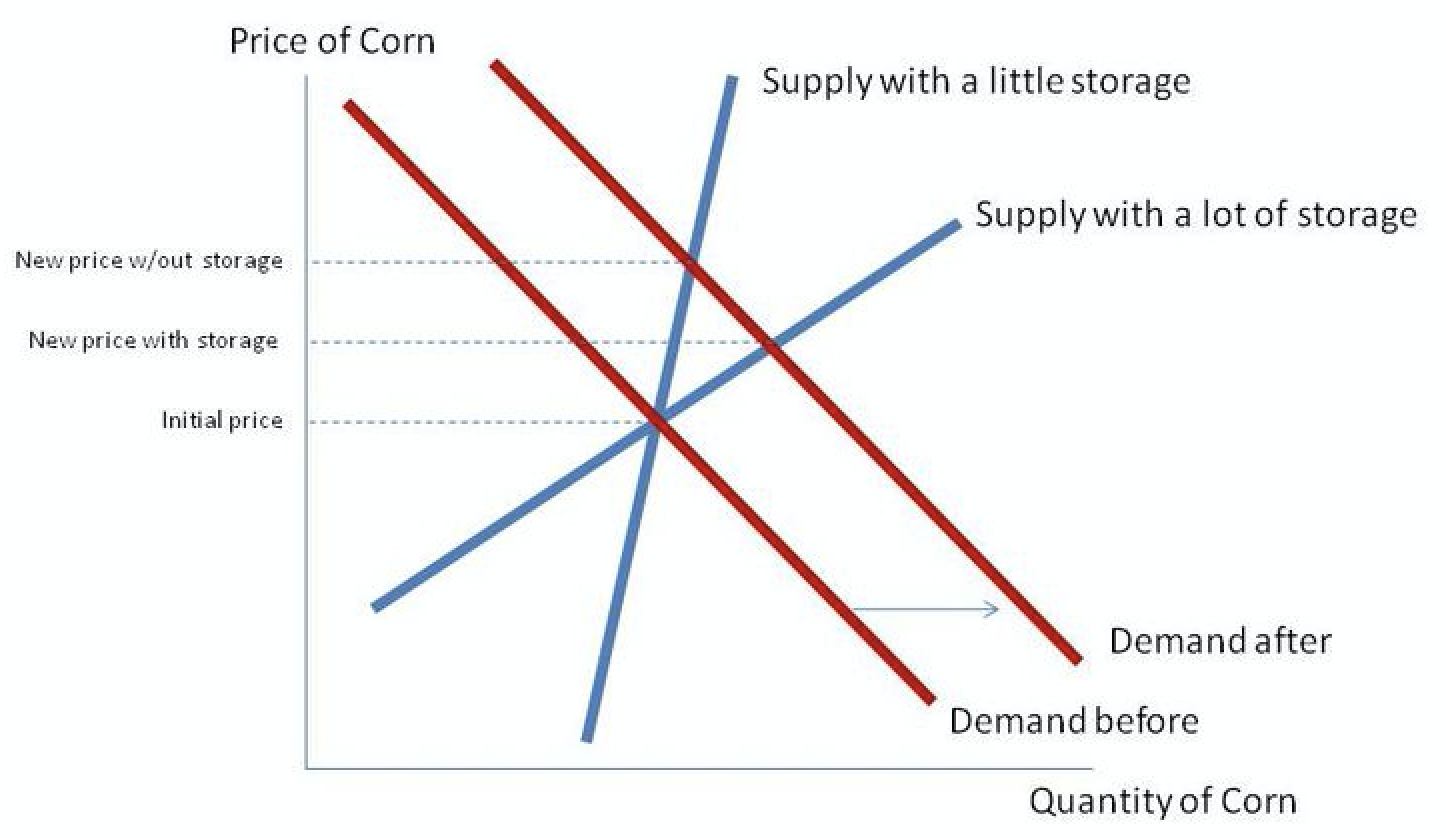 Price of Corn
Supply with a little storage
Supply with a lot of storage
New price w/out storage
New price with storage
Initial price
Demand after
Demand before
Quantity of Corn